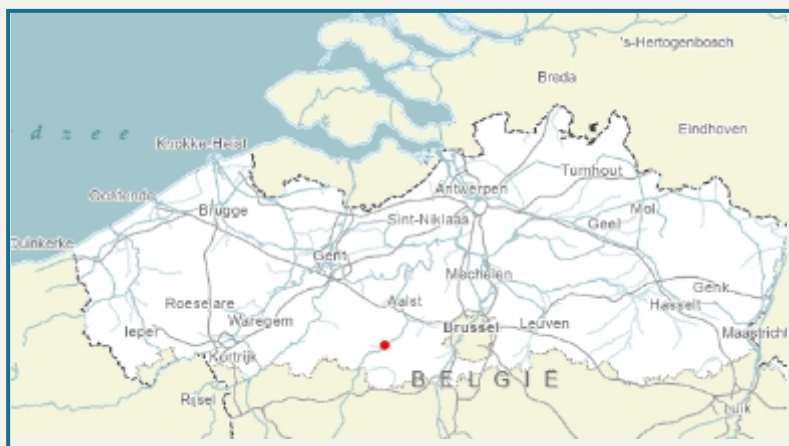 's-Hertogenbosch
Breda
Eindhoven
d z e e
Knokke-Heist
Turnhout
Antwerpen
Oostende
Brugge
Mol
Sint-Niklaas
Geel
Duinkerke
Gent
Mechelen
Genk
Roeselare
Aalst
Hasselt
Waregem
Brussel
Leuven
Ieper
Maastricht
Kortrijk
BELGIË
Rijsel
Luik